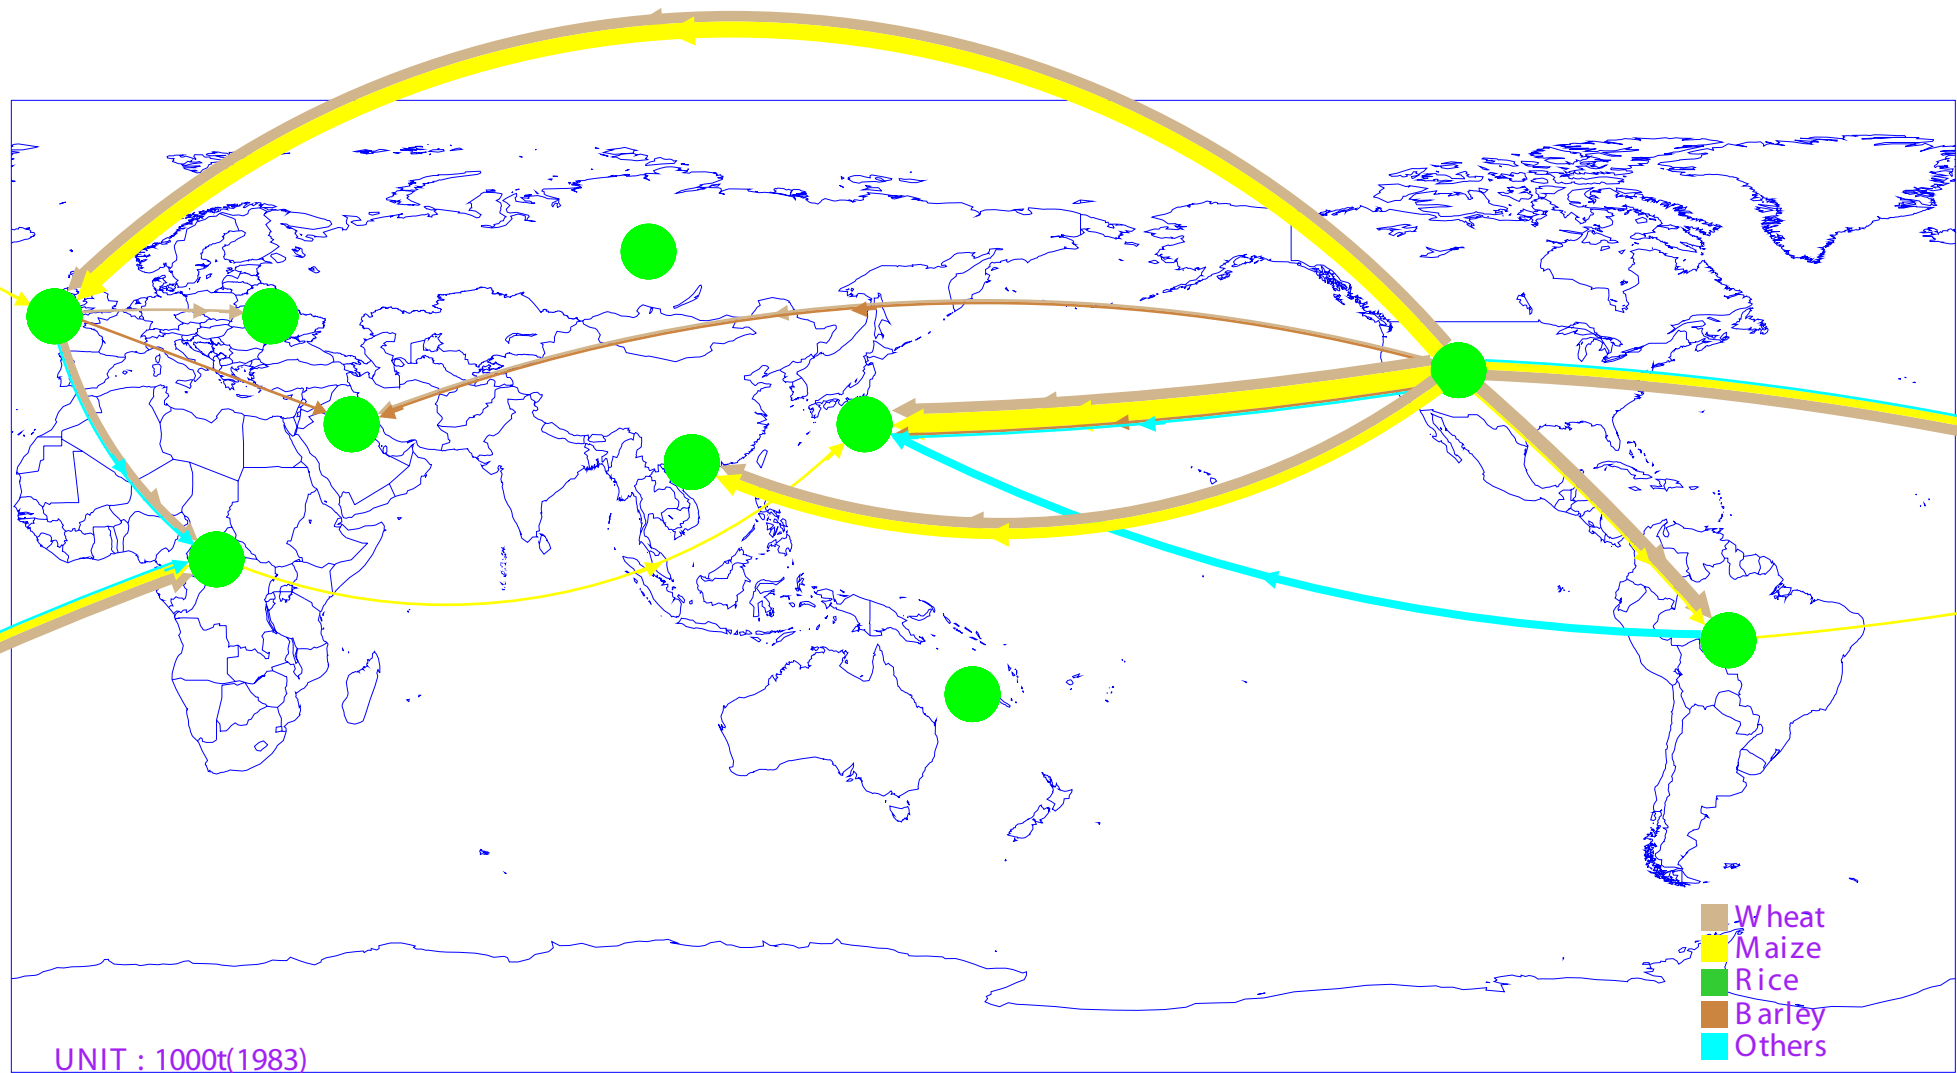 Wheat
Maize
Rice
Barley
Others
UNIT : 1000t(1983)